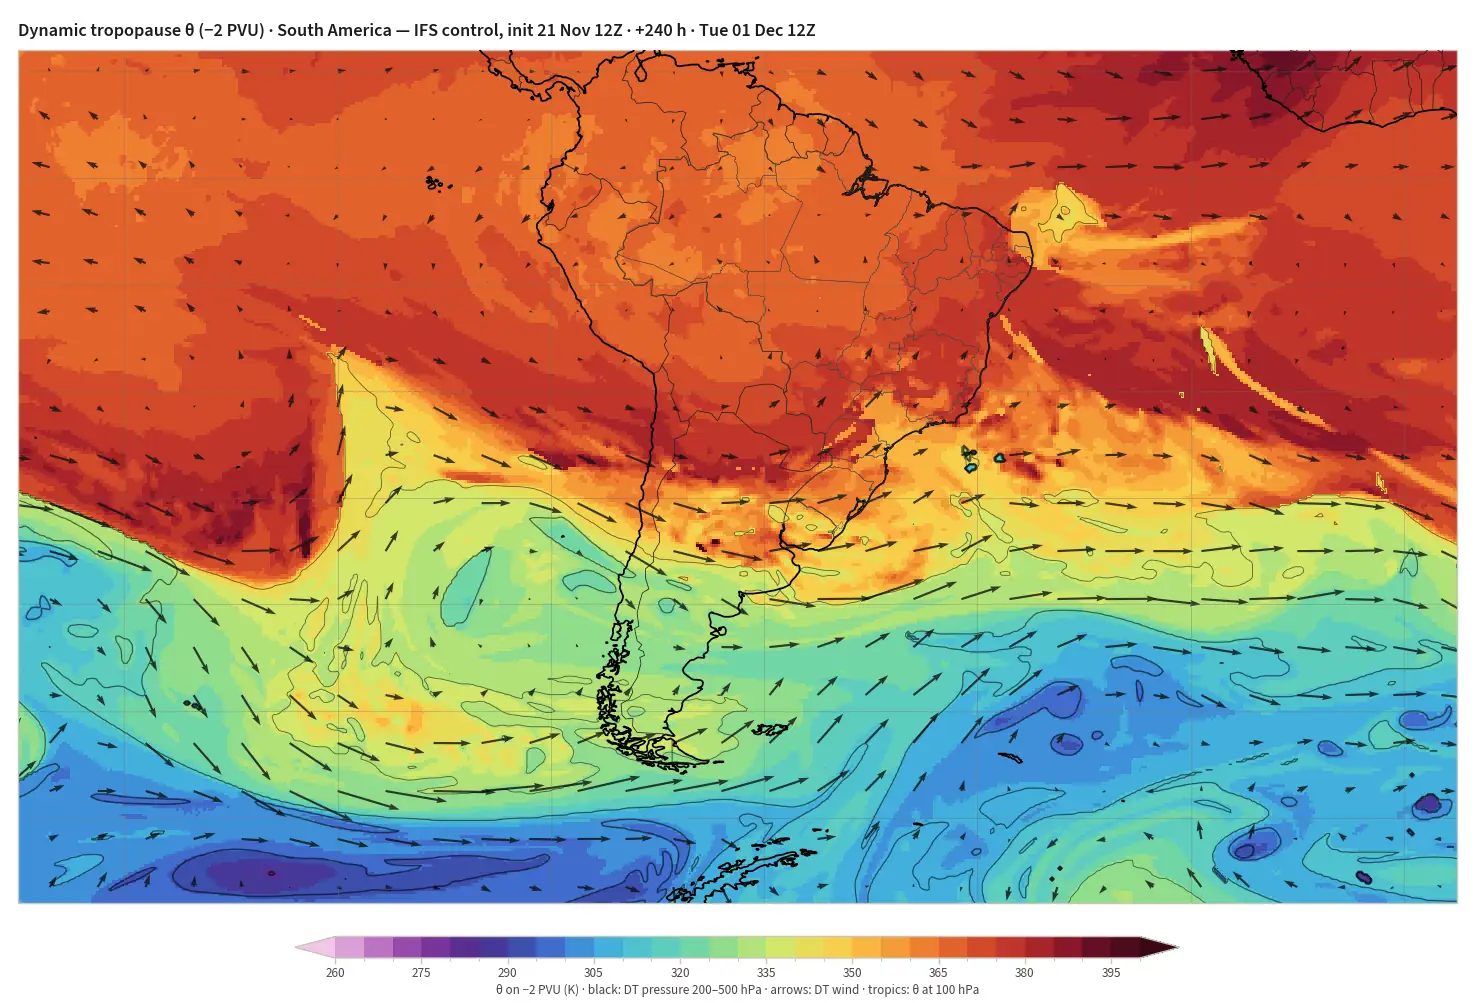 Dynamic tropopause θ (−2 PVU) · South America — IFS control, init 21 Nov 12Z · +240 h · Tue 01 Dec 12Z
260 275 290 305 320 335 350 365 380 395
θ on −2 PVU (K) · black: DT pressure 200–500 hPa · arrows: DT wind · tropics: θ at 100 hPa